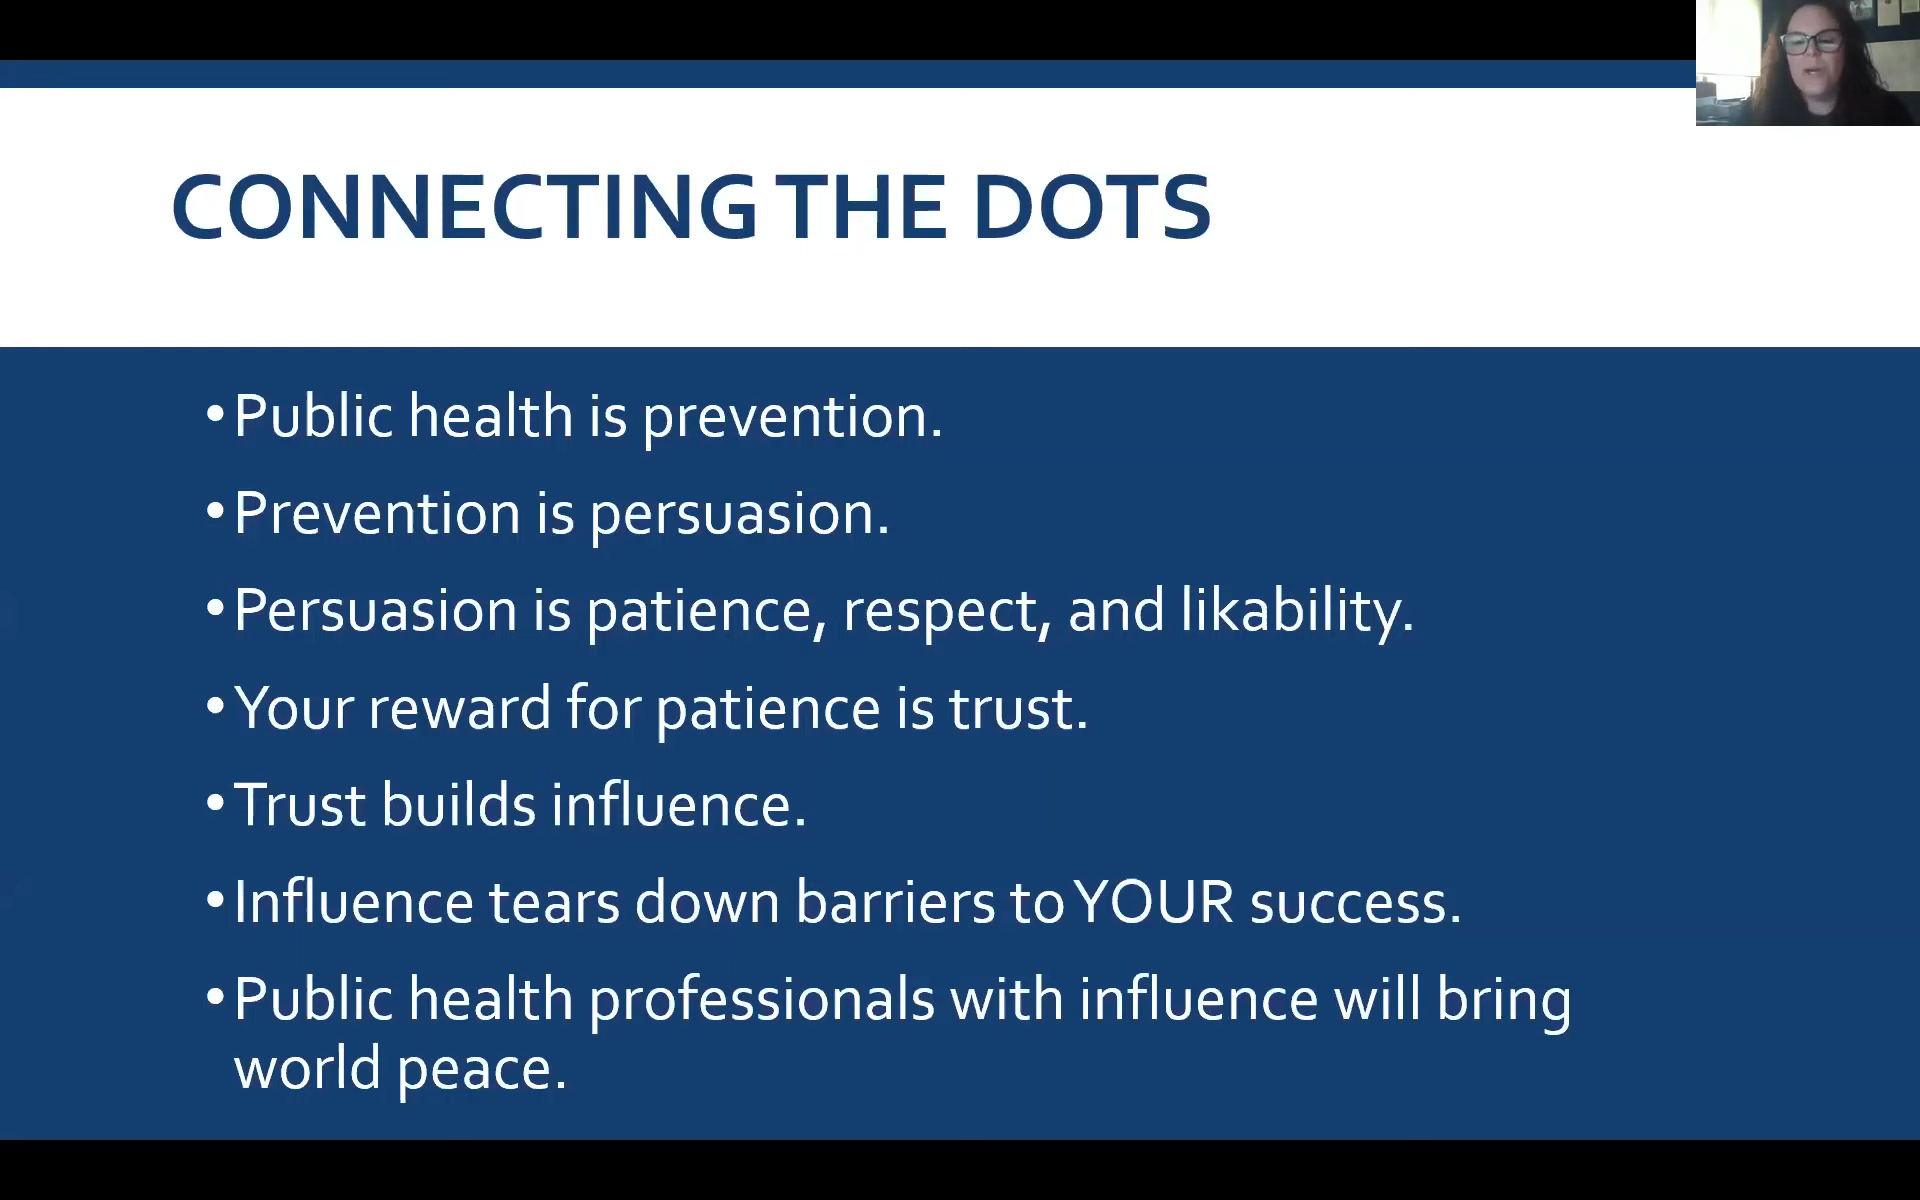 CONNECTING THE DOTS
•Public health is prevention.
•Prevention is persuasion.
•Persuasion is patience, respect, and likability.
•Your reward for patience is trust.
•Trust builds influence.
•Influence tears down barriers to YOUR success.
•Public health professionals with influence will bring
world peace.